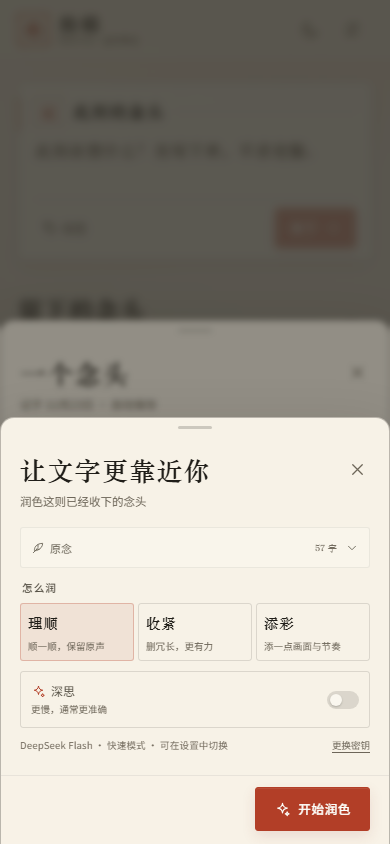 一个念头
让文字更靠近你
润色这则已经收下的念头
原念 57 字
怎么润
理顺 收紧 添彩
顺一顺，保留原声 删冗长，更有力 添一点画面与节奏
深思
更慢，通常更准确
DeepSeek Flash · 快速模式 · 可在设置中切换 更换密钥
开始润色